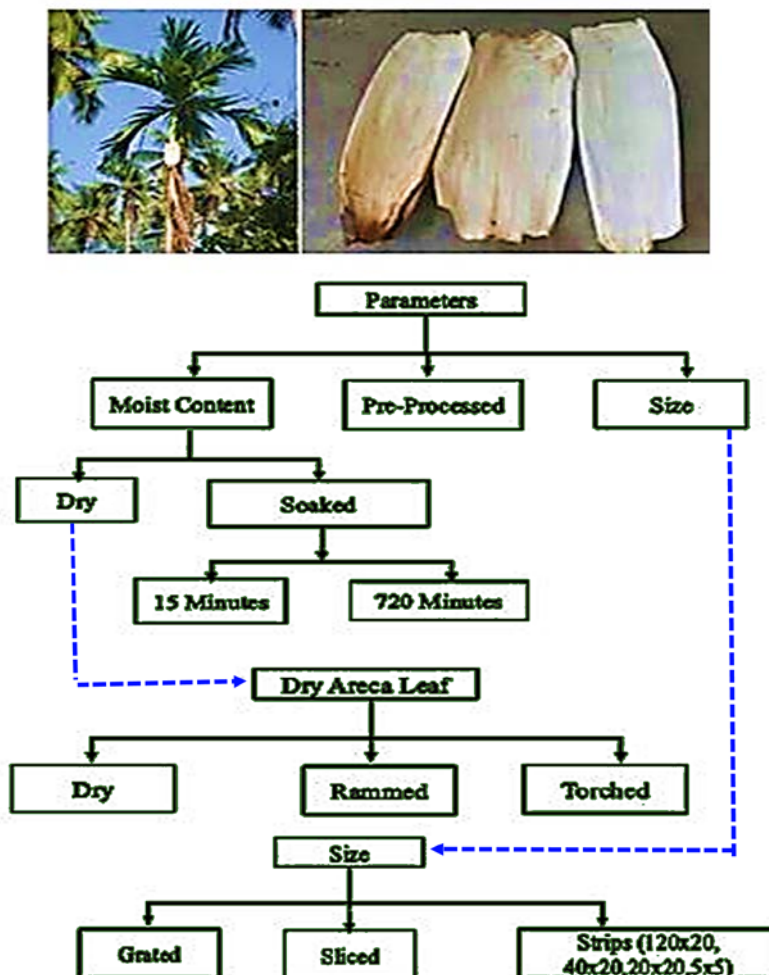 Parameters
Moist Content
Pre-Processed
Size
Dry
Soaked
15 Minutes
720 Minutes
Dry Areca Leaf
Dry
Rammed
Torched
Size
Grated
Sliced
Strips (120x20,
40x20,20x20,5x5)